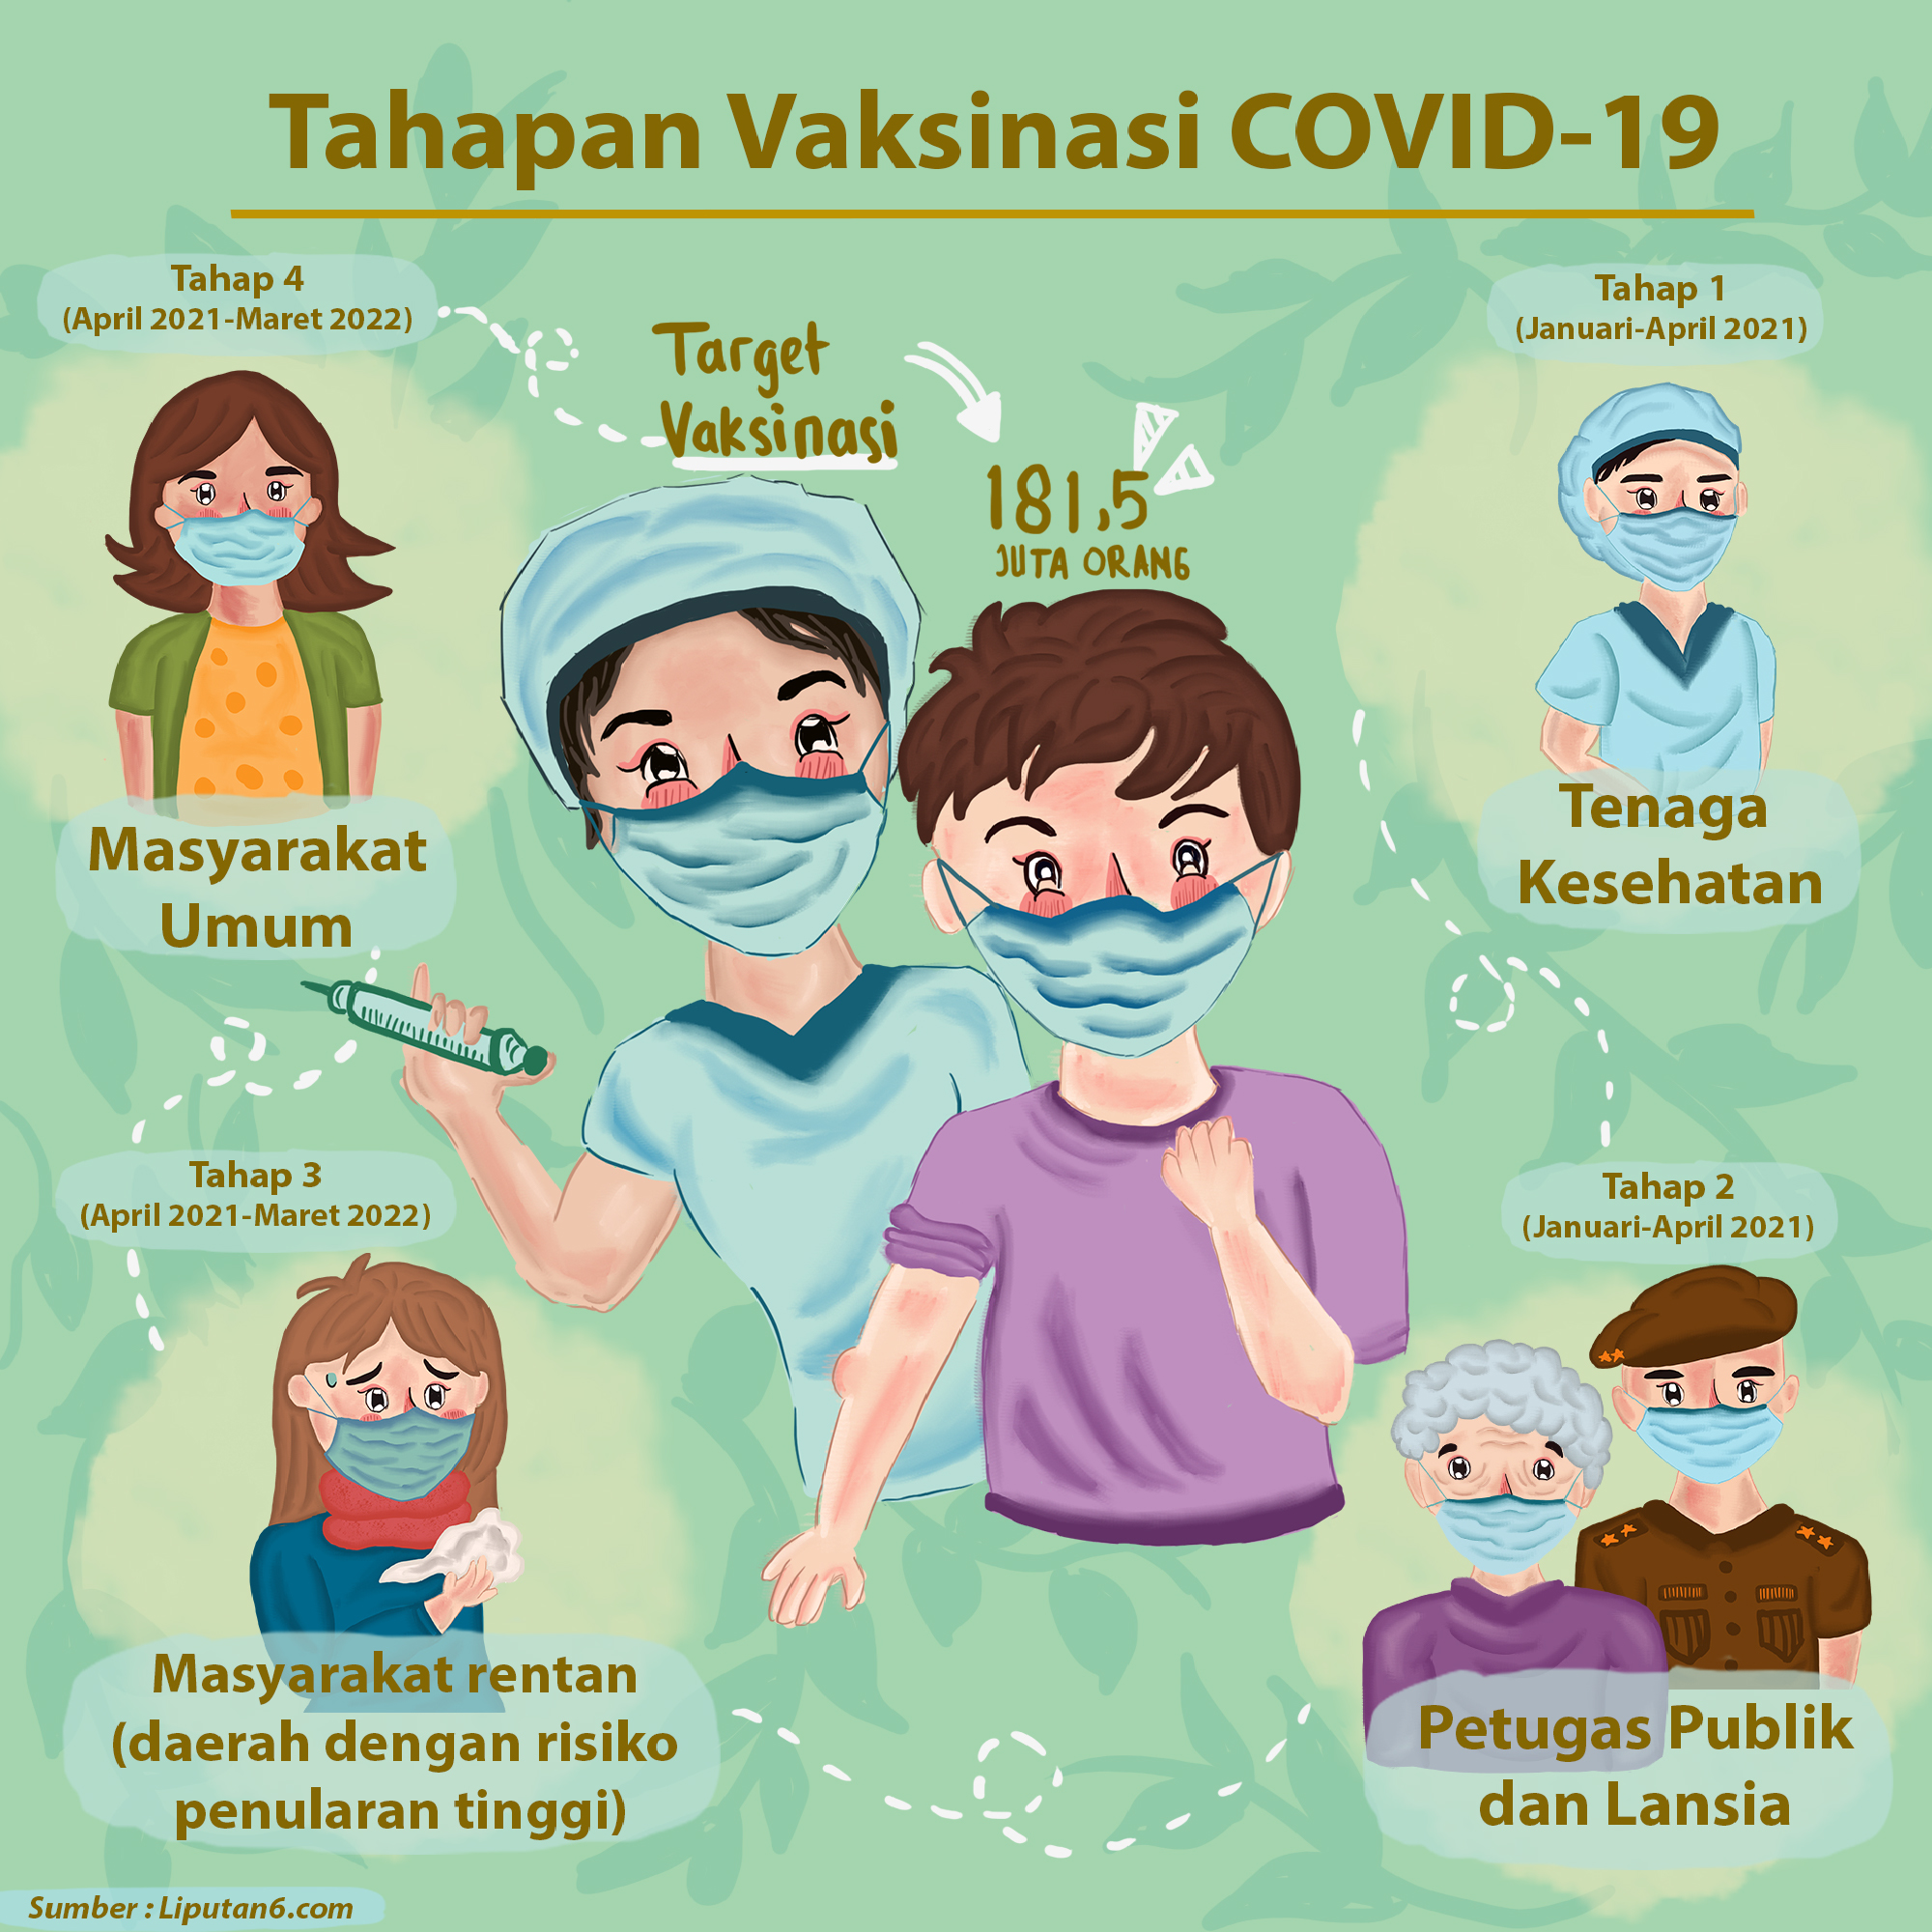 Tahapan Vaksinasi COVID-19
Tahap 4
(April 2021-Maret 2022)
Target
Vaksinasi
181,5
JUTA ORANG
Tahap 1
(Januari-April 2021)
Masyarakat
Umum
Tenaga
Kesehatan
Tahap 3
(April 2021-Maret 2022)
Tahap 2
(Januari-April 2021)
Masyarakat rentan
(daerah dengan risiko
penularan tinggi)
Petugas Publik
dan Lansia
Sumber : Liputan6.com